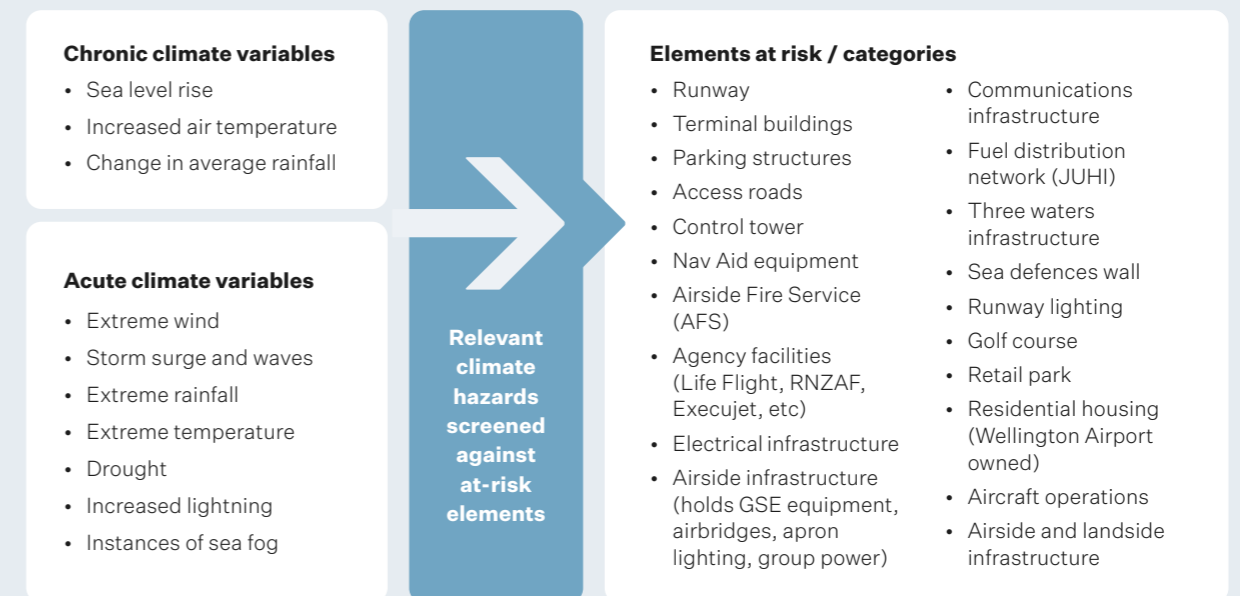 Chronic climate variables
• Sea level rise
• Increased air temperature
• Change in average rainfall
Acute climate variables
• Extreme wind
• Storm surge and waves
• Extreme rainfall
• Extreme temperature
• Drought
• Increased lightning
• Instances of sea fog
Relevant
climate
hazards
screened
against
at-risk
elements
Elements at risk / categories
• Runway
• Terminal buildings
• Parking structures
• Access roads
• Control tower
• Nav Aid equipment
• Airside Fire Service
(AFS)
• Agency facilities
(Life Flight, RNZAF,
Execujet, etc)
• Electrical infrastructure
• Airside infrastructure
(holds GSE equipment,
airbridges, apron
lighting, group power)
• Communications
infrastructure
• Fuel distribution
network (JUHI)
• Three waters
infrastructure
• Sea defences wall
• Runway lighting
• Golf course
• Retail park
• Residential housing
(Wellington Airport
owned)
• Aircraft operations
• Airside and landside
infrastructure